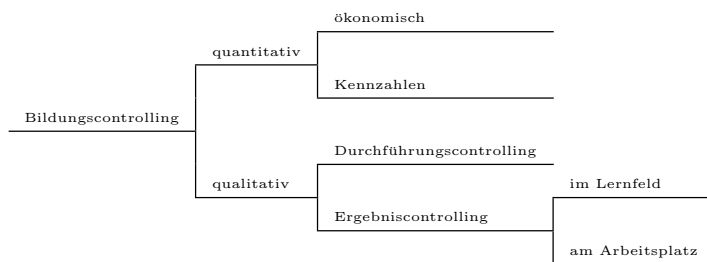 ökonomisch
quantitativ
Kennzahlen
Bildungscontrolling
Durchführungscontrolling
qualitativ
im Lernfeld
Ergebniscontrolling
am Arbeitsplatz